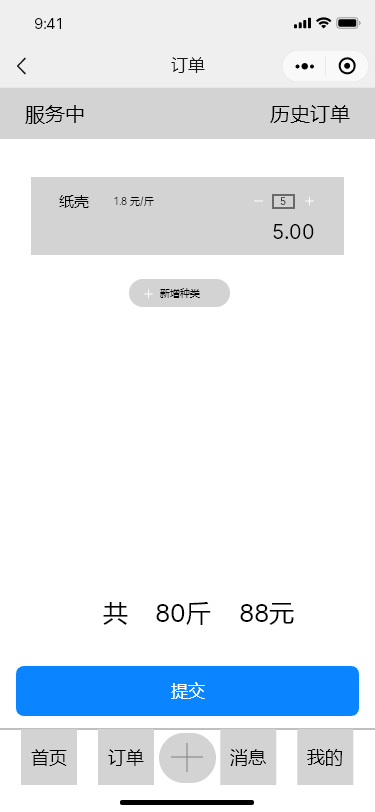 9:41
订单
服务中 历史订单
纸壳 1.8 元/斤 － 5 ＋
5.00
＋ 新增种类
共 80斤 88元
提交
首页 订单 消息 我的